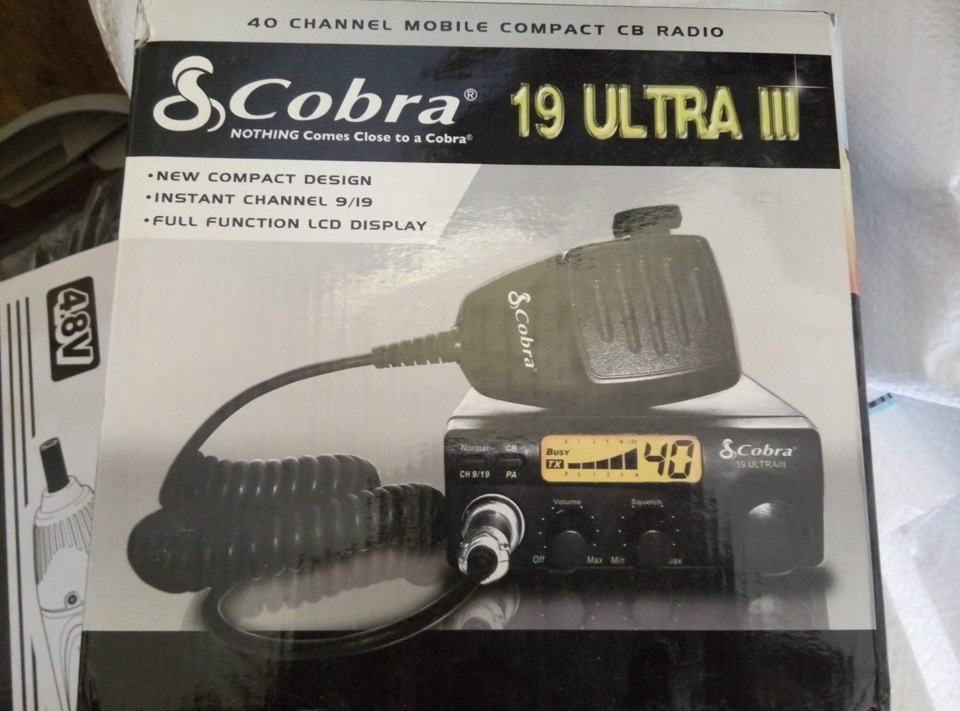 40 CHANNEL MOBILE COMPACT CB RADIO
Cobra®
19 ULTRA III
NOTHING Comes Close to a Cobra®
•NEW COMPACT DESIGN
•INSTANT CHANNEL 9/19
•FULL FUNCTION LCD DISPLAY
4.8V
Cobra
Normal CB
CH 9/19 PA
BUSY
TX
40
Cobra
19 ULTRA III
Volume
Squelch
Off Max Min